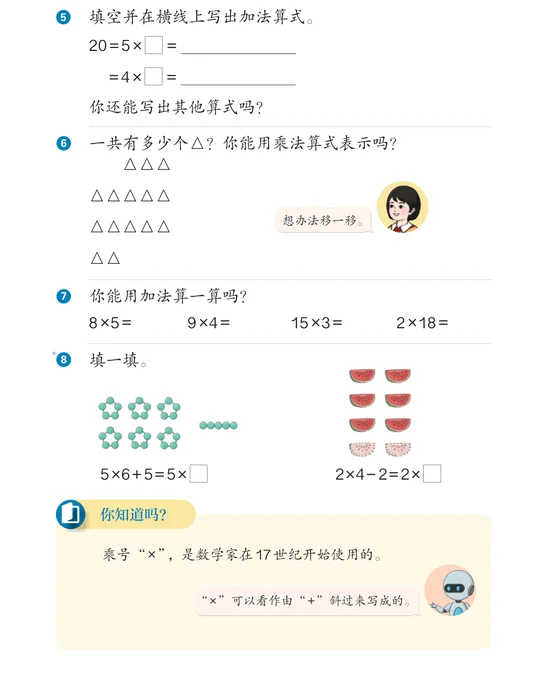 5 填空并在横线上写出加法算式。
20=5×□=____________
=4×□=____________
你还能写出其他算式吗？
6 一共有多少个△？你能用乘法算式表示吗？
△△△
△△△△△
△△△△△
△△
想办法移一移。
7 你能用加法算一算吗？
8×5= 9×4= 15×3= 2×18=
*8 填一填。
5×6+5=5×□ 2×4-2=2×□
你知道吗？
乘号“×”，是数学家在17世纪开始使用的。
“×”可以看作由“+”斜过来写成的。